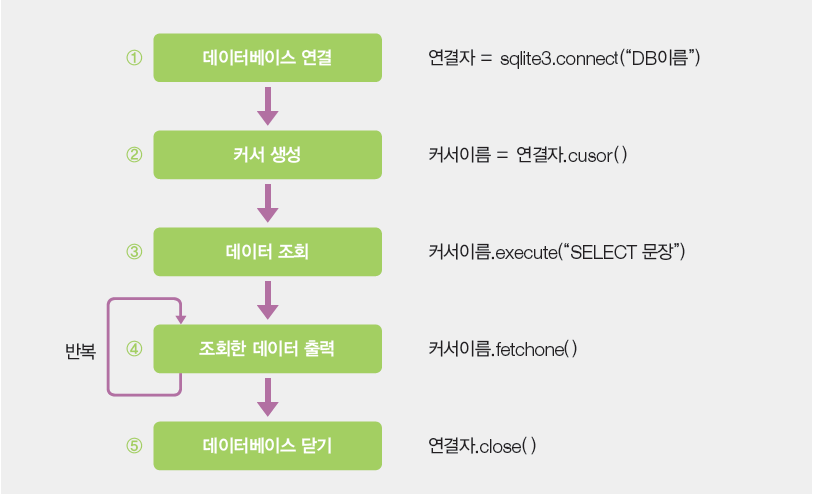 ① 데이터베이스 연결 연결자 = sqlite3.connect(“DB이름”)
② 커서 생성 커서이름 = 연결자.cusor( )
③ 데이터 조회 커서이름.execute(“SELECT 문장”)
반복 ④ 조회한 데이터 출력 커서이름.fetchone( )
⑤ 데이터베이스 닫기 연결자.close( )